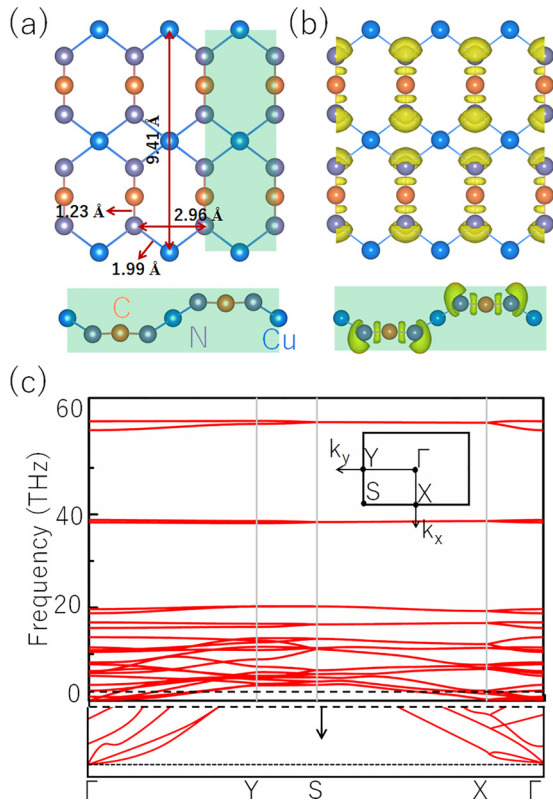 (a)
(b)
9.41 Å
1.23 Å
2.96 Å
1.99 Å
C
N
Cu
(c)
60
k_y
Y
Γ
S
X
k_x
40
Frequency (THz)
20
0
Γ
Y
S
X
Γ